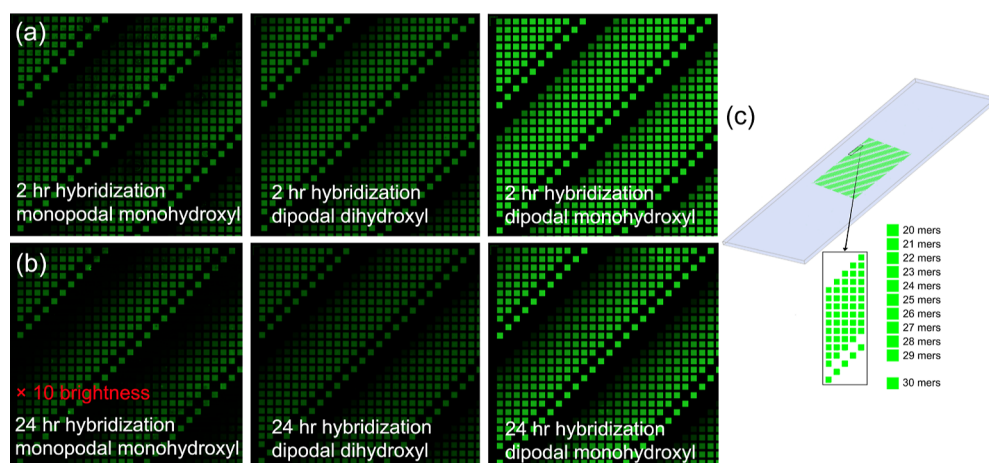 (a)
2 hr hybridization
monopodal monohydroxyl
2 hr hybridization
dipodal dihydroxyl
2 hr hybridization
dipodal monohydroxyl
(b)
× 10 brightness
24 hr hybridization
monopodal monohydroxyl
24 hr hybridization
dipodal dihydroxyl
24 hr hybridization
dipodal monohydroxyl
(c)
20 mers
21 mers
22 mers
23 mers
24 mers
25 mers
26 mers
27 mers
28 mers
29 mers
30 mers